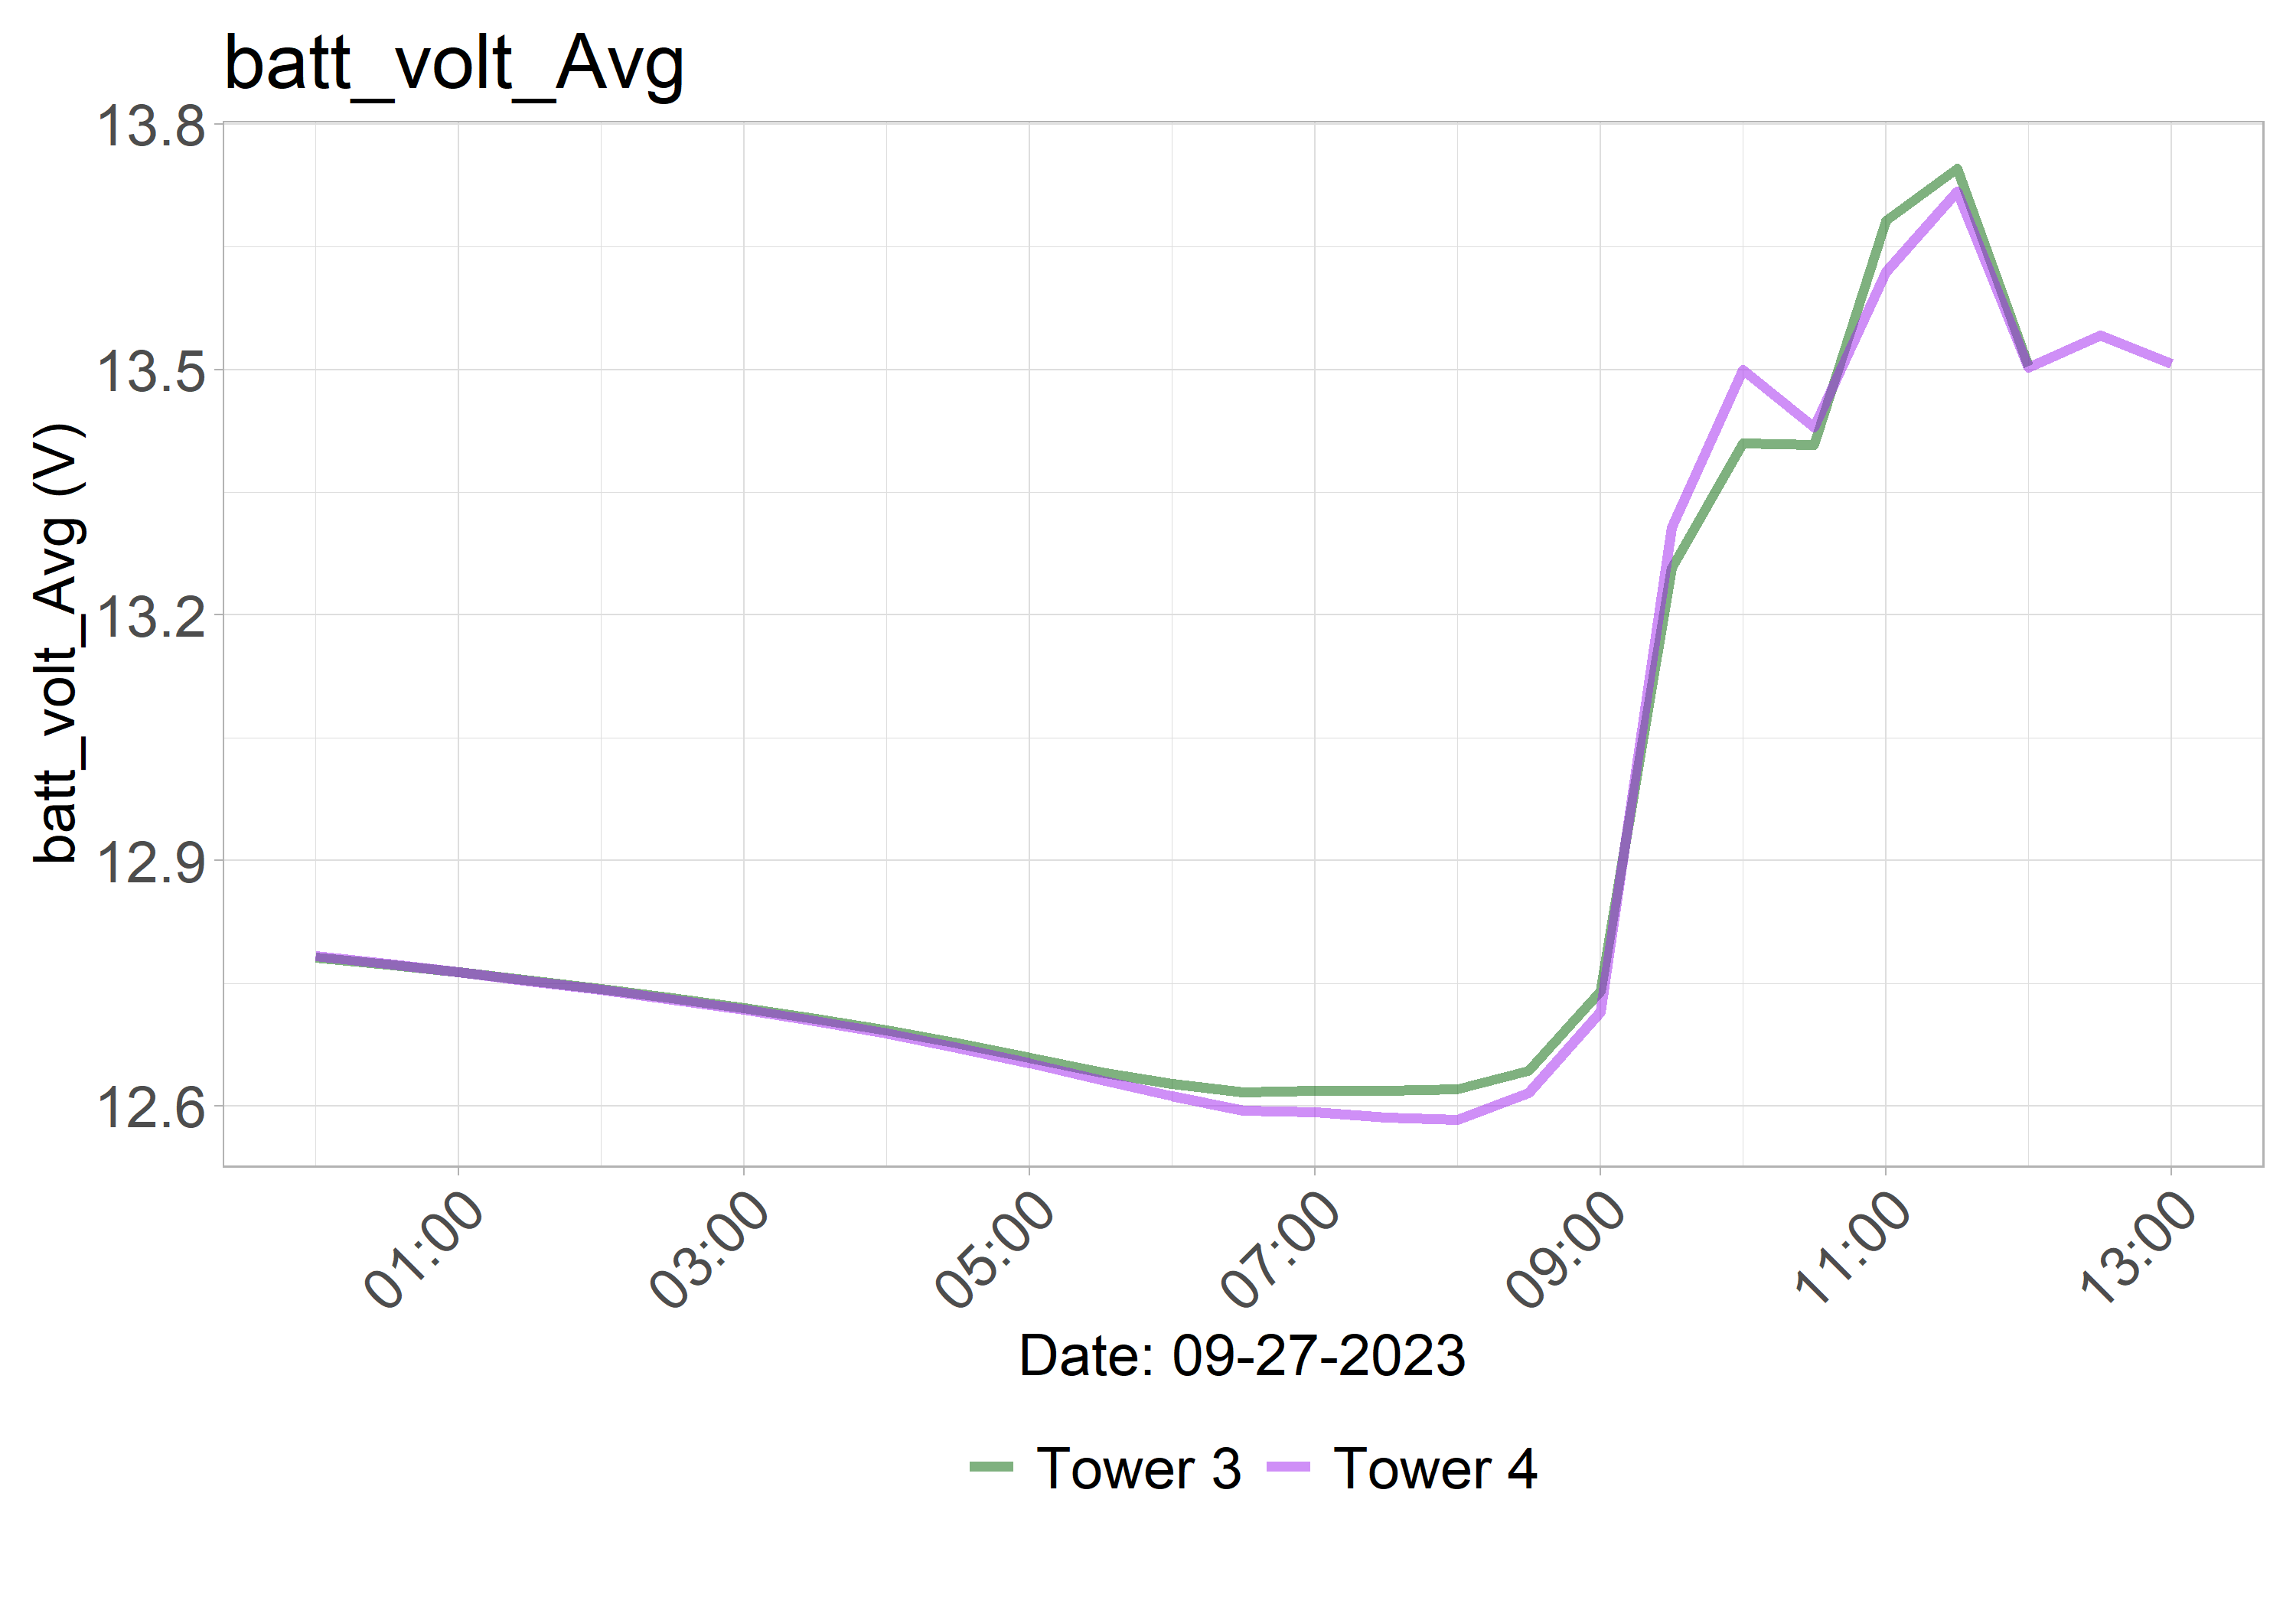 batt_volt_Avg
batt_volt_Avg (V)
13.8
13.5
13.2
12.9
12.6
01:00
03:00
05:00
07:00
09:00
11:00
13:00
Date: 09-27-2023
Tower 3
Tower 4